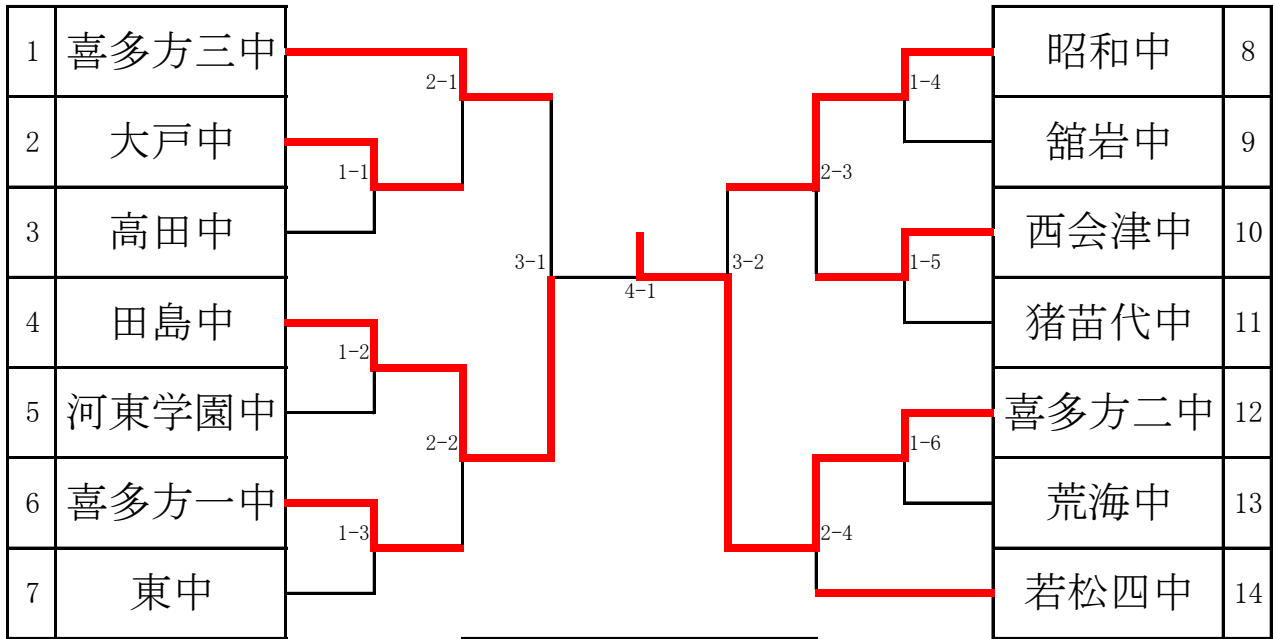 1 喜多方三中
2 大戸中
3 高田中
4 田島中
5 河東学園中
6 喜多方一中
7 東中
2-1
1-1
3-1
1-2
2-2
1-3
4-1
1-4
2-3
3-2
1-5
1-6
2-4
昭和中 8
舘岩中 9
西会津中 10
猪苗代中 11
喜多方二中 12
荒海中 13
若松四中 14